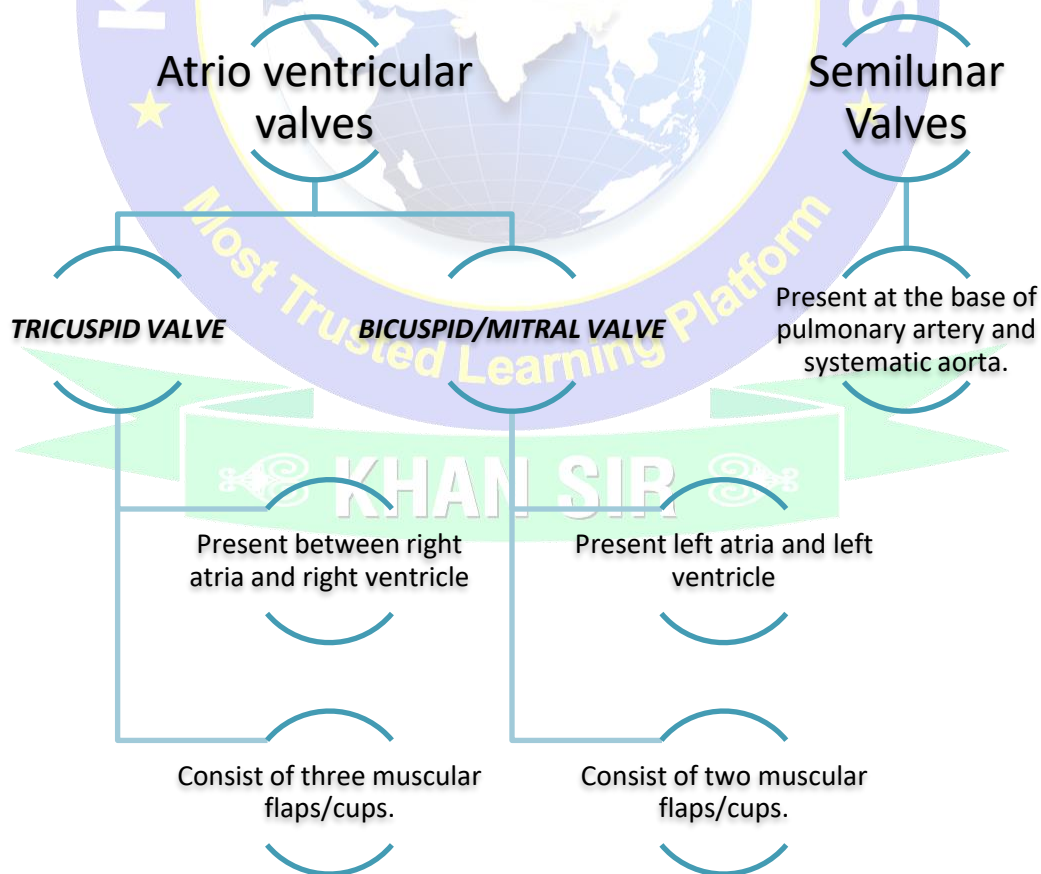 Atrio ventricular
valves
Semilunar
Valves
TRICUSPID VALVE
BICUSPID/MITRAL VALVE
Present at the base of
pulmonary artery and
systematic aorta.
Most Trusted Learning Platform
KHAN SIR
Present between right
atria and right ventricle
Present left atria and left
ventricle
Consist of three muscular
flaps/cups.
Consist of two muscular
flaps/cups.